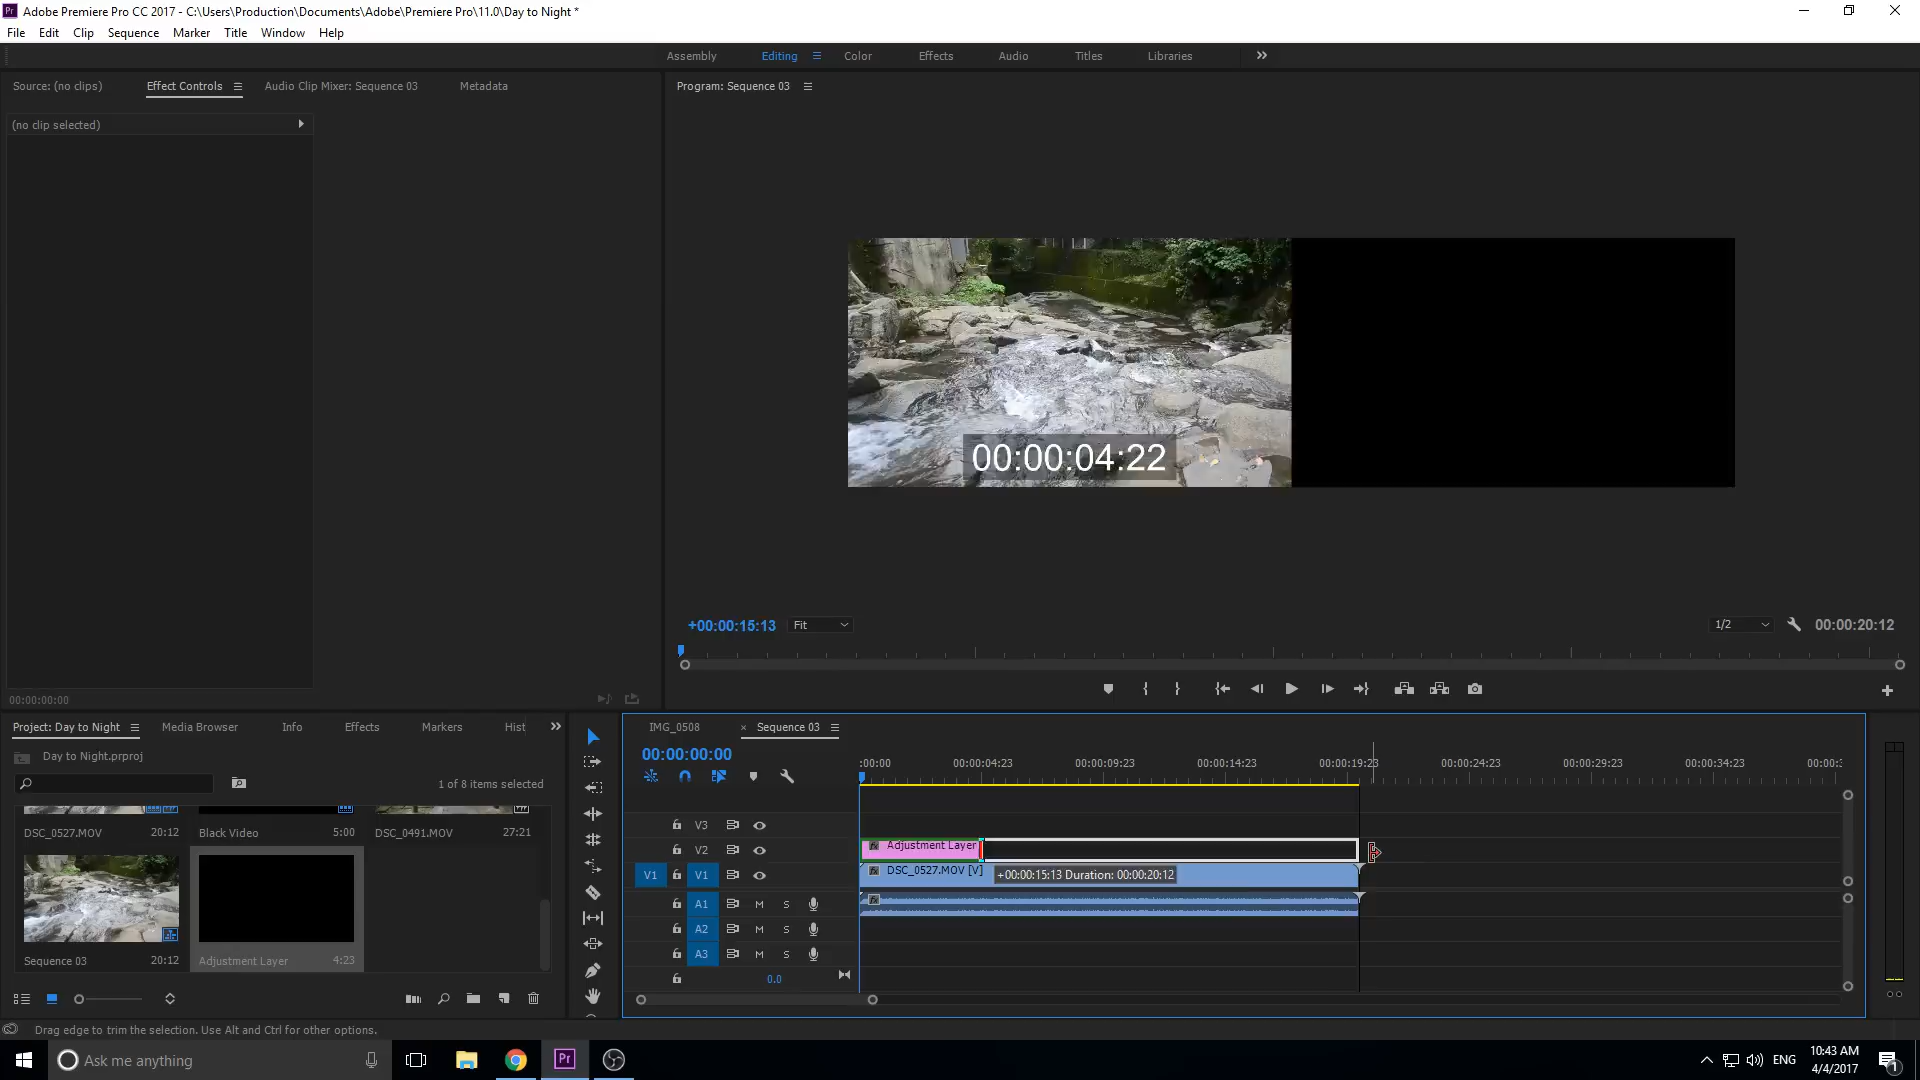 Adobe Premiere Pro CC 2017 - C:\Users\Production\Documents\Adobe\Premiere Pro\11.0\Day to Night *
File Edit Clip Sequence Marker Title Window Help
Assembly Editing Color Effects Audio Titles Libraries
Source: (no clips) Effect Controls Audio Clip Mixer: Sequence 03 Metadata
Program: Sequence 03
(no clip selected)
00:00:04:22
+00:00:15:13 Fit 1/2 00:00:20:12
00:00:00:00
Project: Day to Night Media Browser Info Effects Markers Hist
Day to Night.prproj
1 of 8 items selected
DSC_0527.MOV 20:12 Black Video 5:00 DSC_0491.MOV 27:21
Sequence 03 20:12 Adjustment Layer 4:23
IMG_0508 × Sequence 03
00:00:00:00
:00:00 00:00:04:23 00:00:09:23 00:00:14:23 00:00:19:23 00:00:24:23 00:00:29:23 00:00:34:23 00:00:3
V3
V2 Adjustment Layer
V1 V1 DSC_0527.MOV [V]
+00:00:15:13 Duration: 00:00:20:12
A1 M S
A2 M S
A3 M S
0.0
Drag edge to trim the selection. Use Alt and Ctrl for other options.
Ask me anything
Pr
ENG
10:43 AM
4/4/2017
1